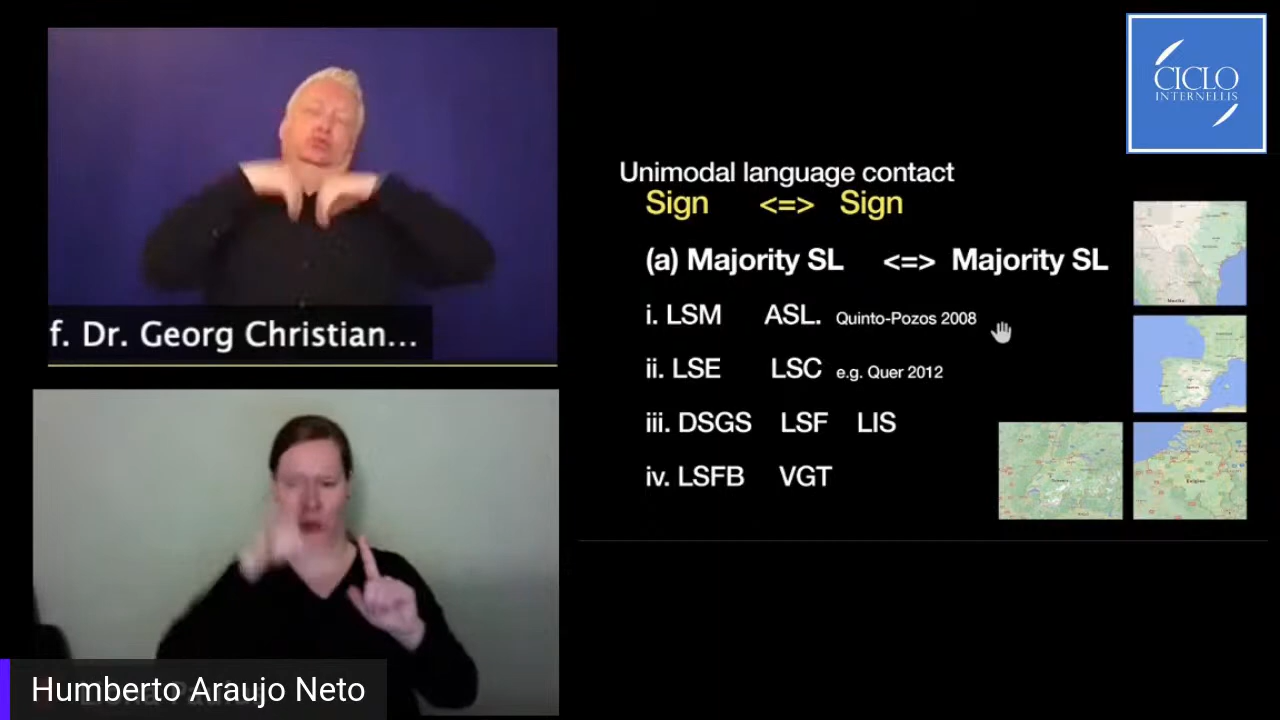 CICLO
INTERNELLIS
Unimodal language contact
Sign <=> Sign
(a) Majority SL <=> Majority SL
i. LSM ASL. Quinto-Pozos 2008
ii. LSE LSC e.g. Quer 2012
iii. DSGS LSF LIS
iv. LSFB VGT
f. Dr. Georg Christian...
Humberto Araujo Neto